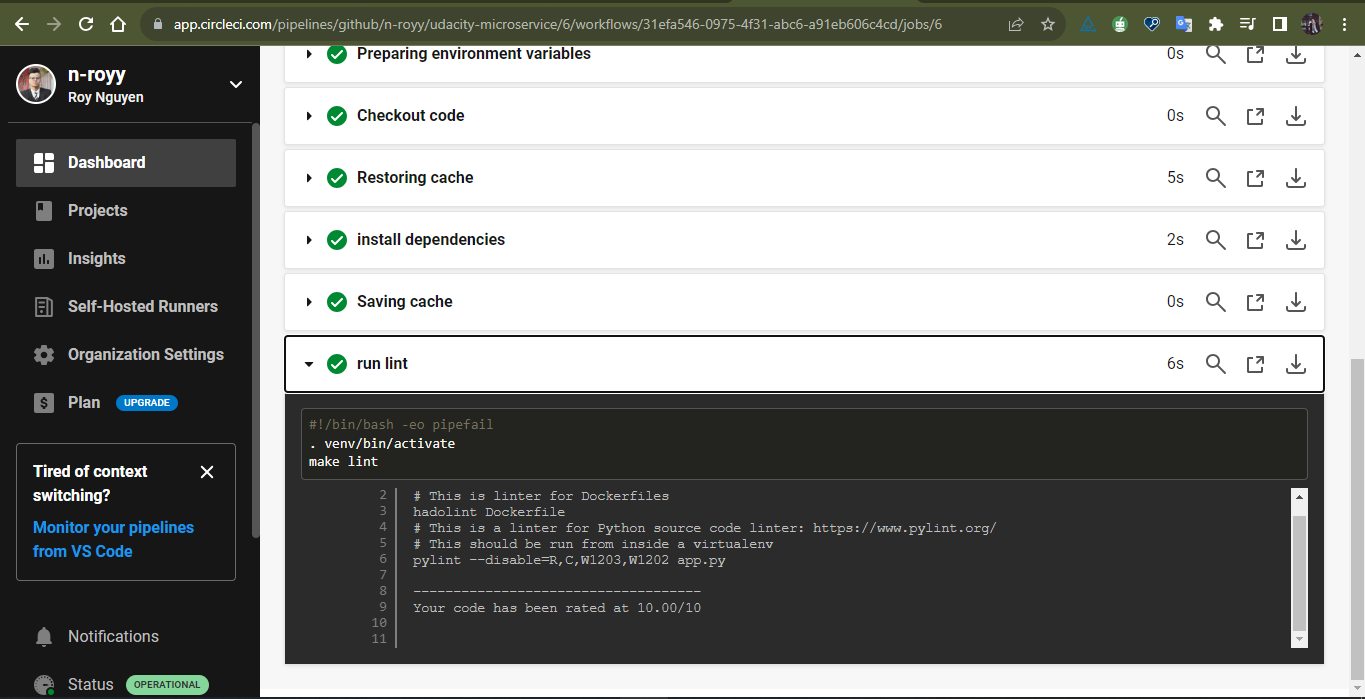 app.circleci.com/pipelines/github/n-royy/udacity-microservice/6/workflows/31efa546-0975-4f31-abc6-a91eb606c4cd/jobs/6
n-royy
Roy Nguyen
Dashboard
Projects
Insights
Self-Hosted Runners
Organization Settings
Plan UPGRADE
Tired of context
switching?
Monitor your pipelines
from VS Code
Notifications
Status OPERATIONAL
Preparing environment variables 0s
Checkout code 0s
Restoring cache 5s
install dependencies 2s
Saving cache 0s
run lint 6s
#!/bin/bash -eo pipefail
. venv/bin/activate
make lint
2 # This is linter for Dockerfiles
3 hadolint Dockerfile
4 # This is a linter for Python source code linter: https://www.pylint.org/
5 # This should be run from inside a virtualenv
6 pylint --disable=R,C,W1203,W1202 app.py
7
8 ------------------------------------
9 Your code has been rated at 10.00/10
10
11